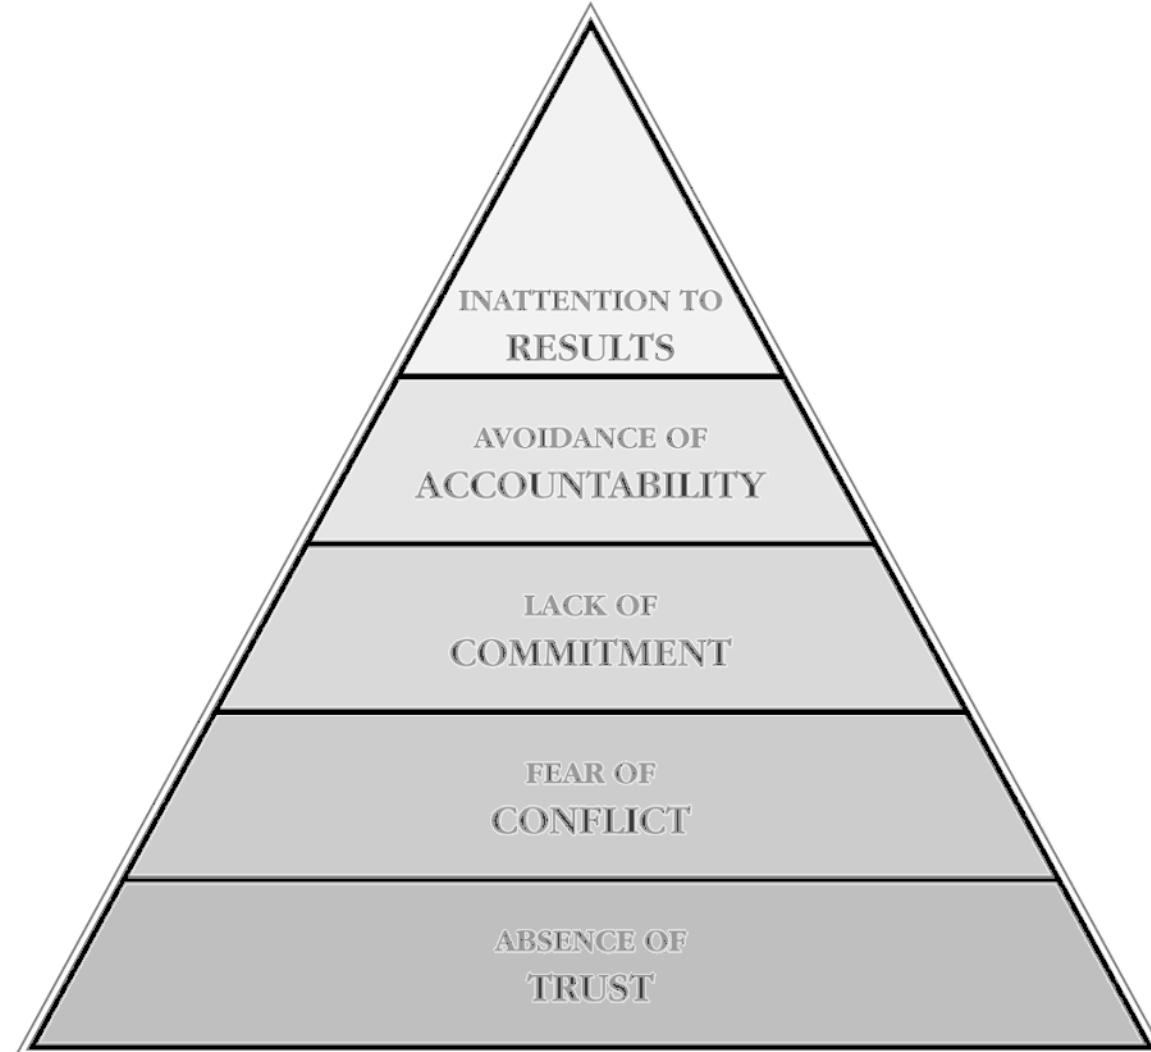 INATTENTION TO
RESULTS
AVOIDANCE OF
ACCOUNTABILITY
LACK OF
COMMITMENT
FEAR OF
CONFLICT
ABSENCE OF
TRUST